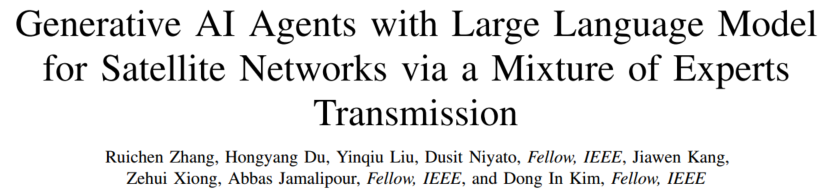 Generative AI Agents with Large Language Model
for Satellite Networks via a Mixture of Experts
Transmission
Ruichen Zhang, Hongyang Du, Yinqiu Liu, Dusit Niyato, Fellow, IEEE, Jiawen Kang,
Zehui Xiong, Abbas Jamalipour, Fellow, IEEE, and Dong In Kim, Fellow, IEEE